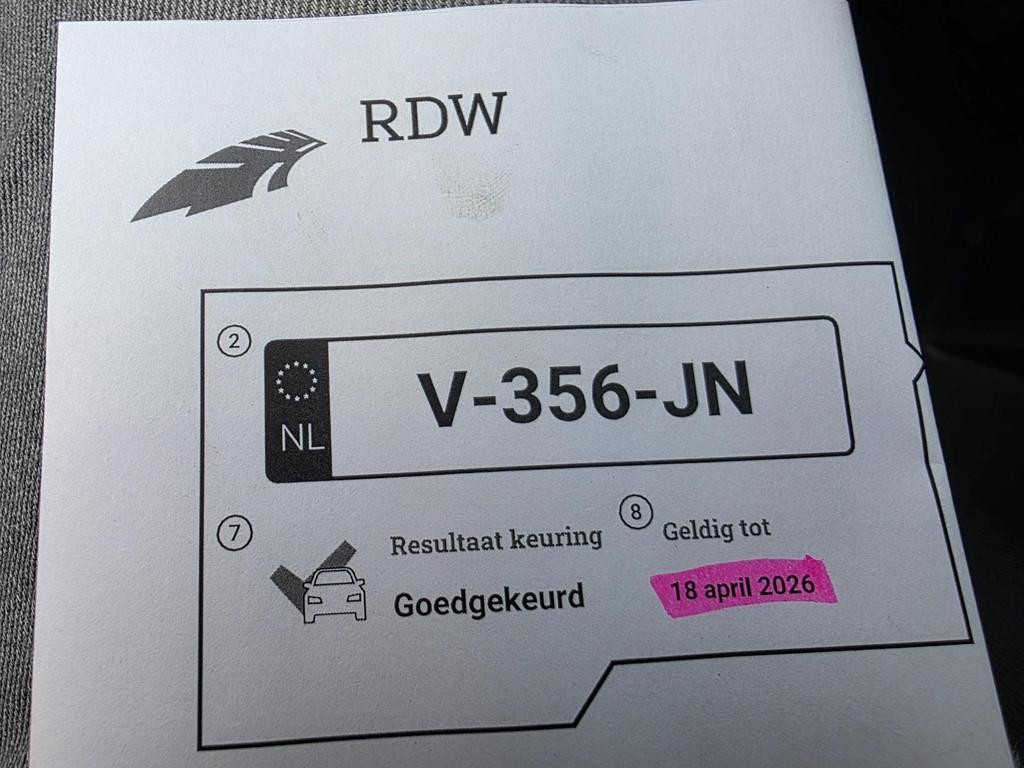 RDW
2
NL
V-356-JN
7
Resultaat keuring
Goedgekeurd
8
Geldig tot
18 april 2026